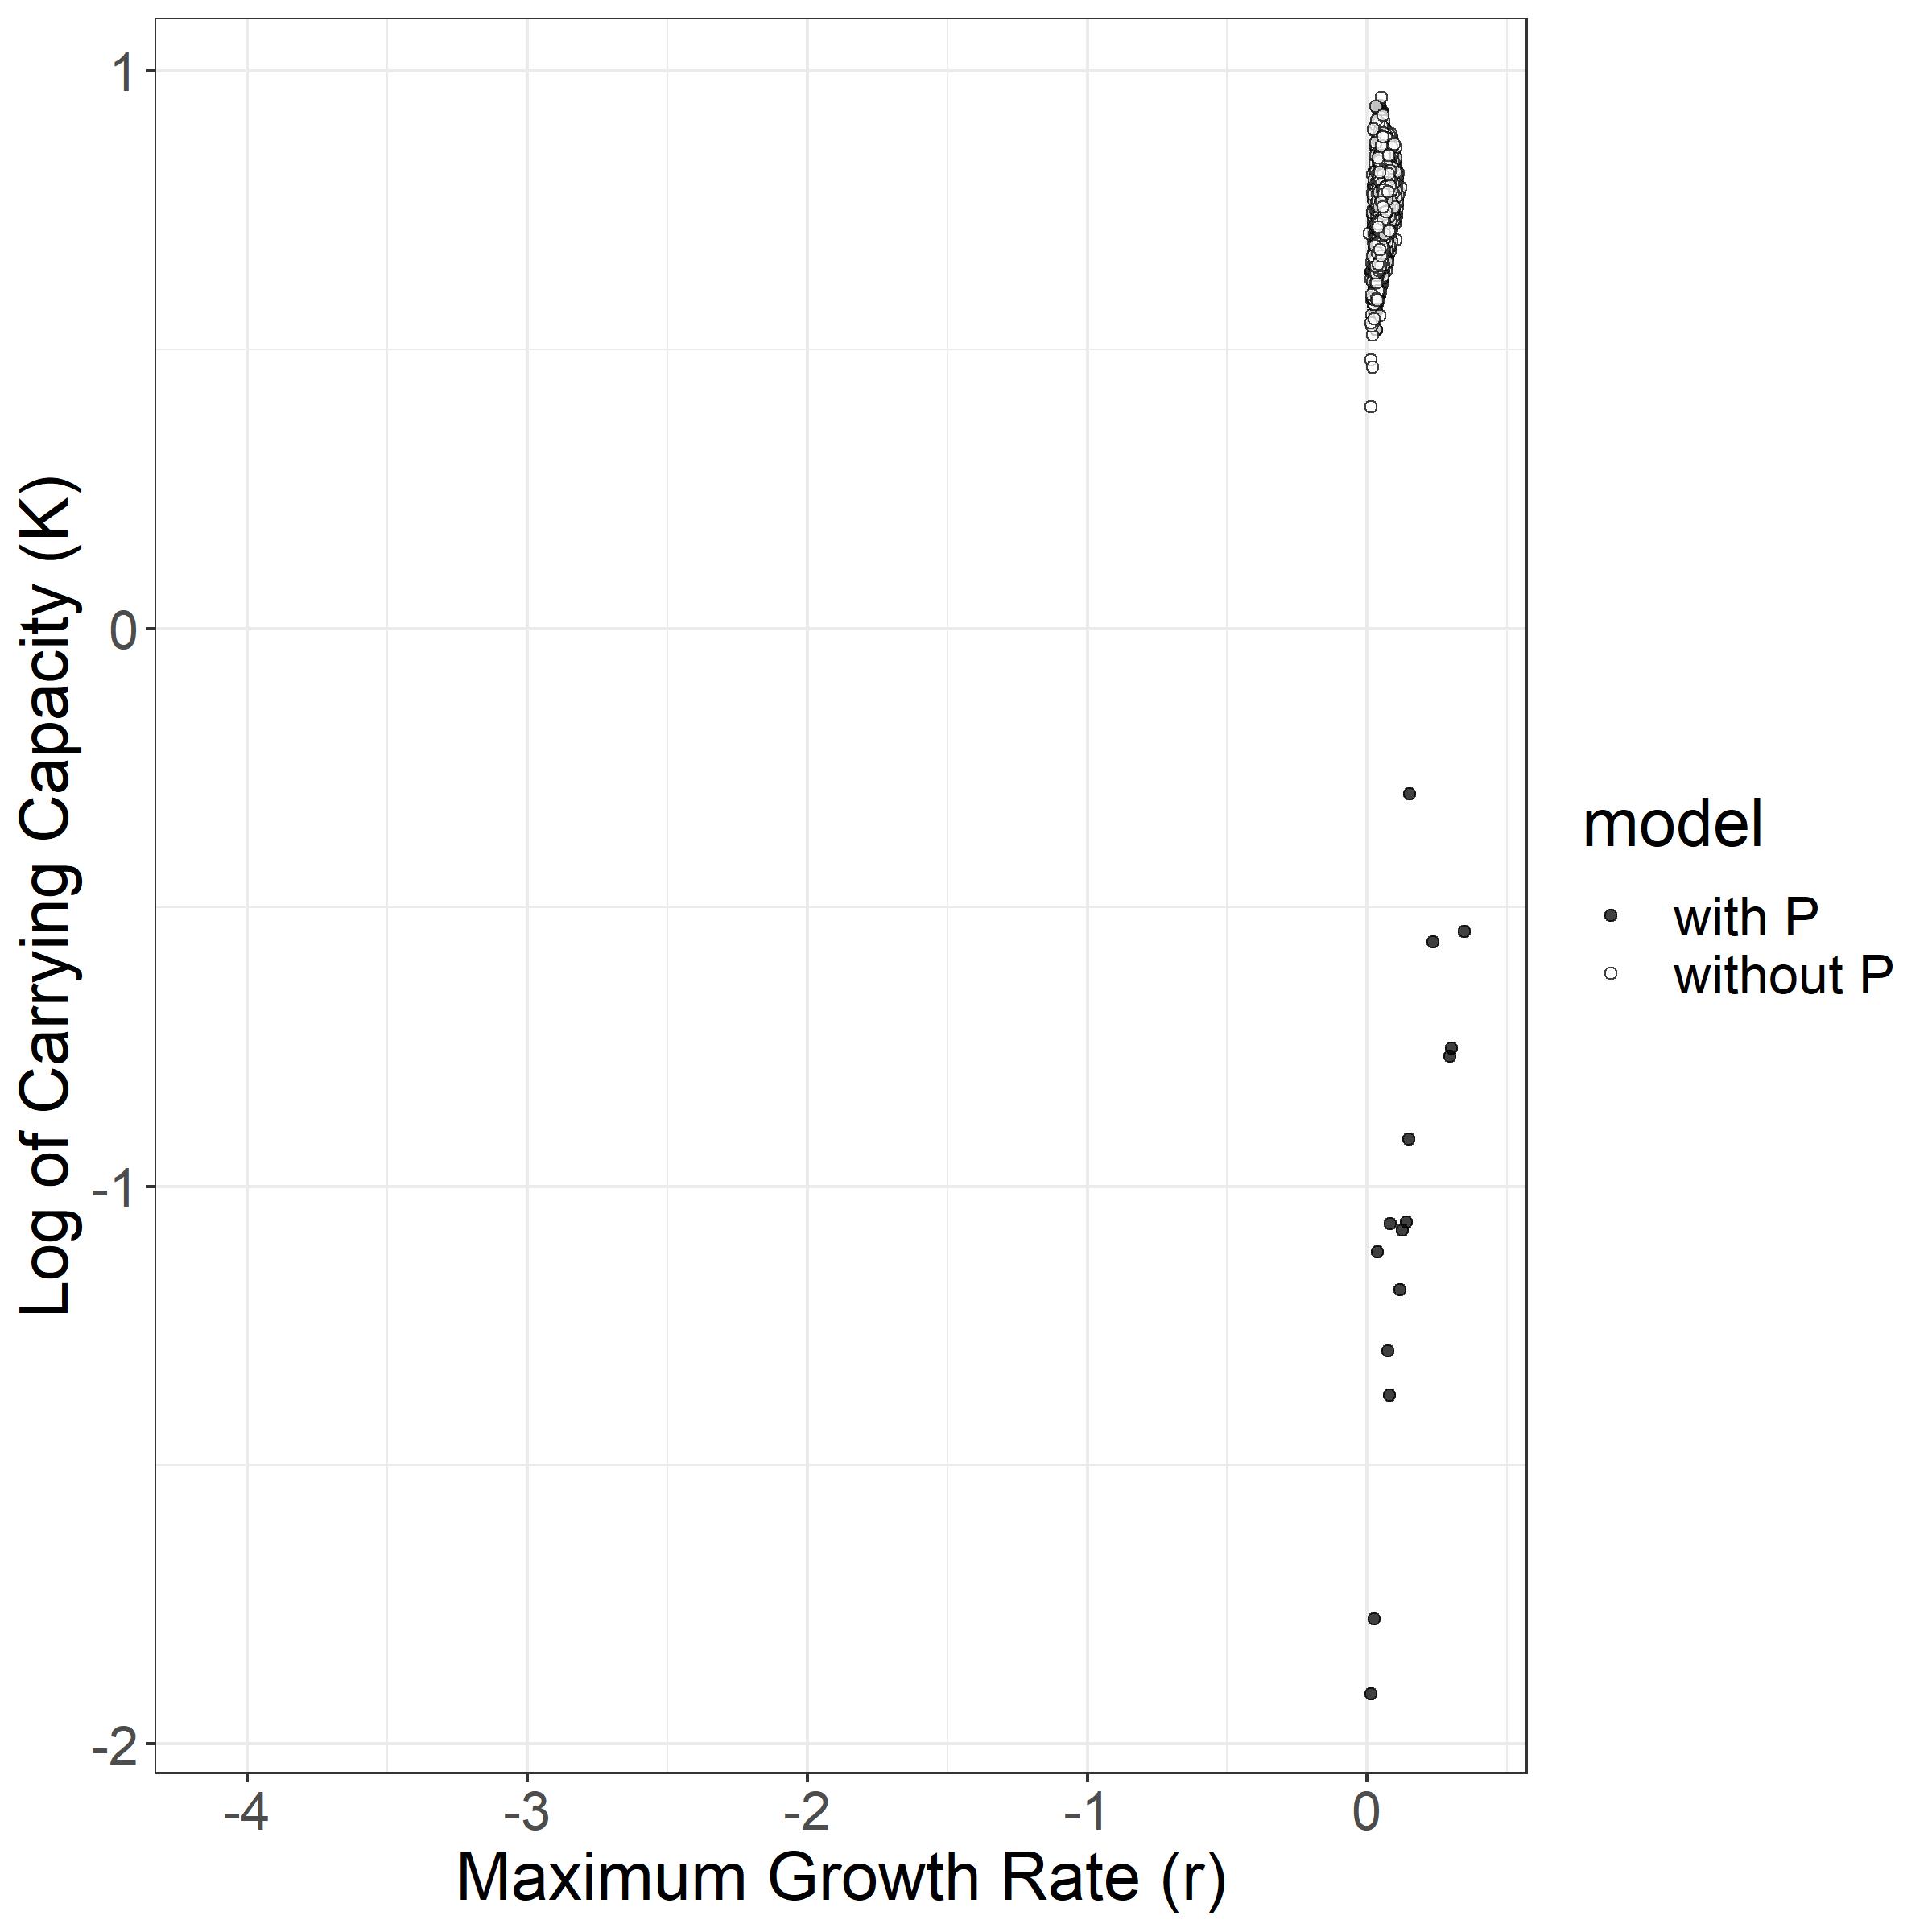 Log of Carrying Capacity (K)
1
0
-1
-2
-4
-3
-2
-1
0
Maximum Growth Rate (r)
model
with P
without P